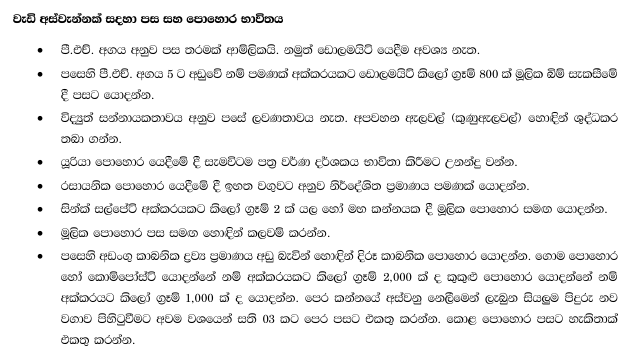 වැඩි අස්වැන්නක් සදහා පස සහ පොහොර භාවිතය
• පී.එච්. අගය අනුව පස තරමක් ආම්ලිකයි. නමුත් ඩොලමයිට් යෙදීම අවශ්‍ය නැත.
• පසෙහි පී.එච්. අගය 5 ට අඩුවේ නම් පමණක් අක්කරයකට ඩොලමයිට් කිලෝ ග්‍රෑම් 800 ක් මූලික බිම් සැකසීමේ
දී පසට යොදන්න.
• විද්‍යුත් සන්නායකතාවය අනුව පසේ ලවණතාවය නැත. අපවහන ඇලවල් (කුණුඇලවල්) හොඳින් ශුද්ධකර
තබා ගන්න.
• යූරියා පොහොර යෙදීමේ දී සැමවිටම පත්‍ර වර්ණ දර්ශකය භාවිතා කිරීමට උනන්දු වන්න.
• රසායනික පොහොර යෙදීමේ දී ඉහත වගුවට අනුව නිර්දේශිත ප්‍රමාණය පමණක් යොදන්න.
• සින්ක් සල්පේට් අක්කරයකට කිලෝ ග්‍රෑම් 2 ක් යල හෝ මහ කන්නයක දී මූලික පොහොර සමඟ යොදන්න.
• මූලික පොහොර පස සමඟ හොඳින් කලවම් කරන්න.
• පසෙහි අඩංගු කාබනික ද්‍රව්‍ය ප්‍රමාණය අඩු බැවින් හොඳින් දිරූ කාබනික පොහොර යොදන්න. ගොම පොහොර
හෝ කොම්පෝස්ට් යොදන්නේ නම් අක්කරයකට කිලෝ ග්‍රෑම් 2,000 ක් ද කුකුළු පොහොර යොදන්නේ නම්
අක්කරයට කිලෝ ග්‍රෑම් 1,000 ක් ද යොදන්න. පෙර කන්නයේ අස්වනු නෙලීමෙන් ලැබුන සියලුම පිදුරු නව
වගාව පිහිටුවීමට අවම වශයෙන් සති 03 කට පෙර පසට එකතු කරන්න. කොළ පොහොර පසට හැකිතාක්
එකතු කරන්න.